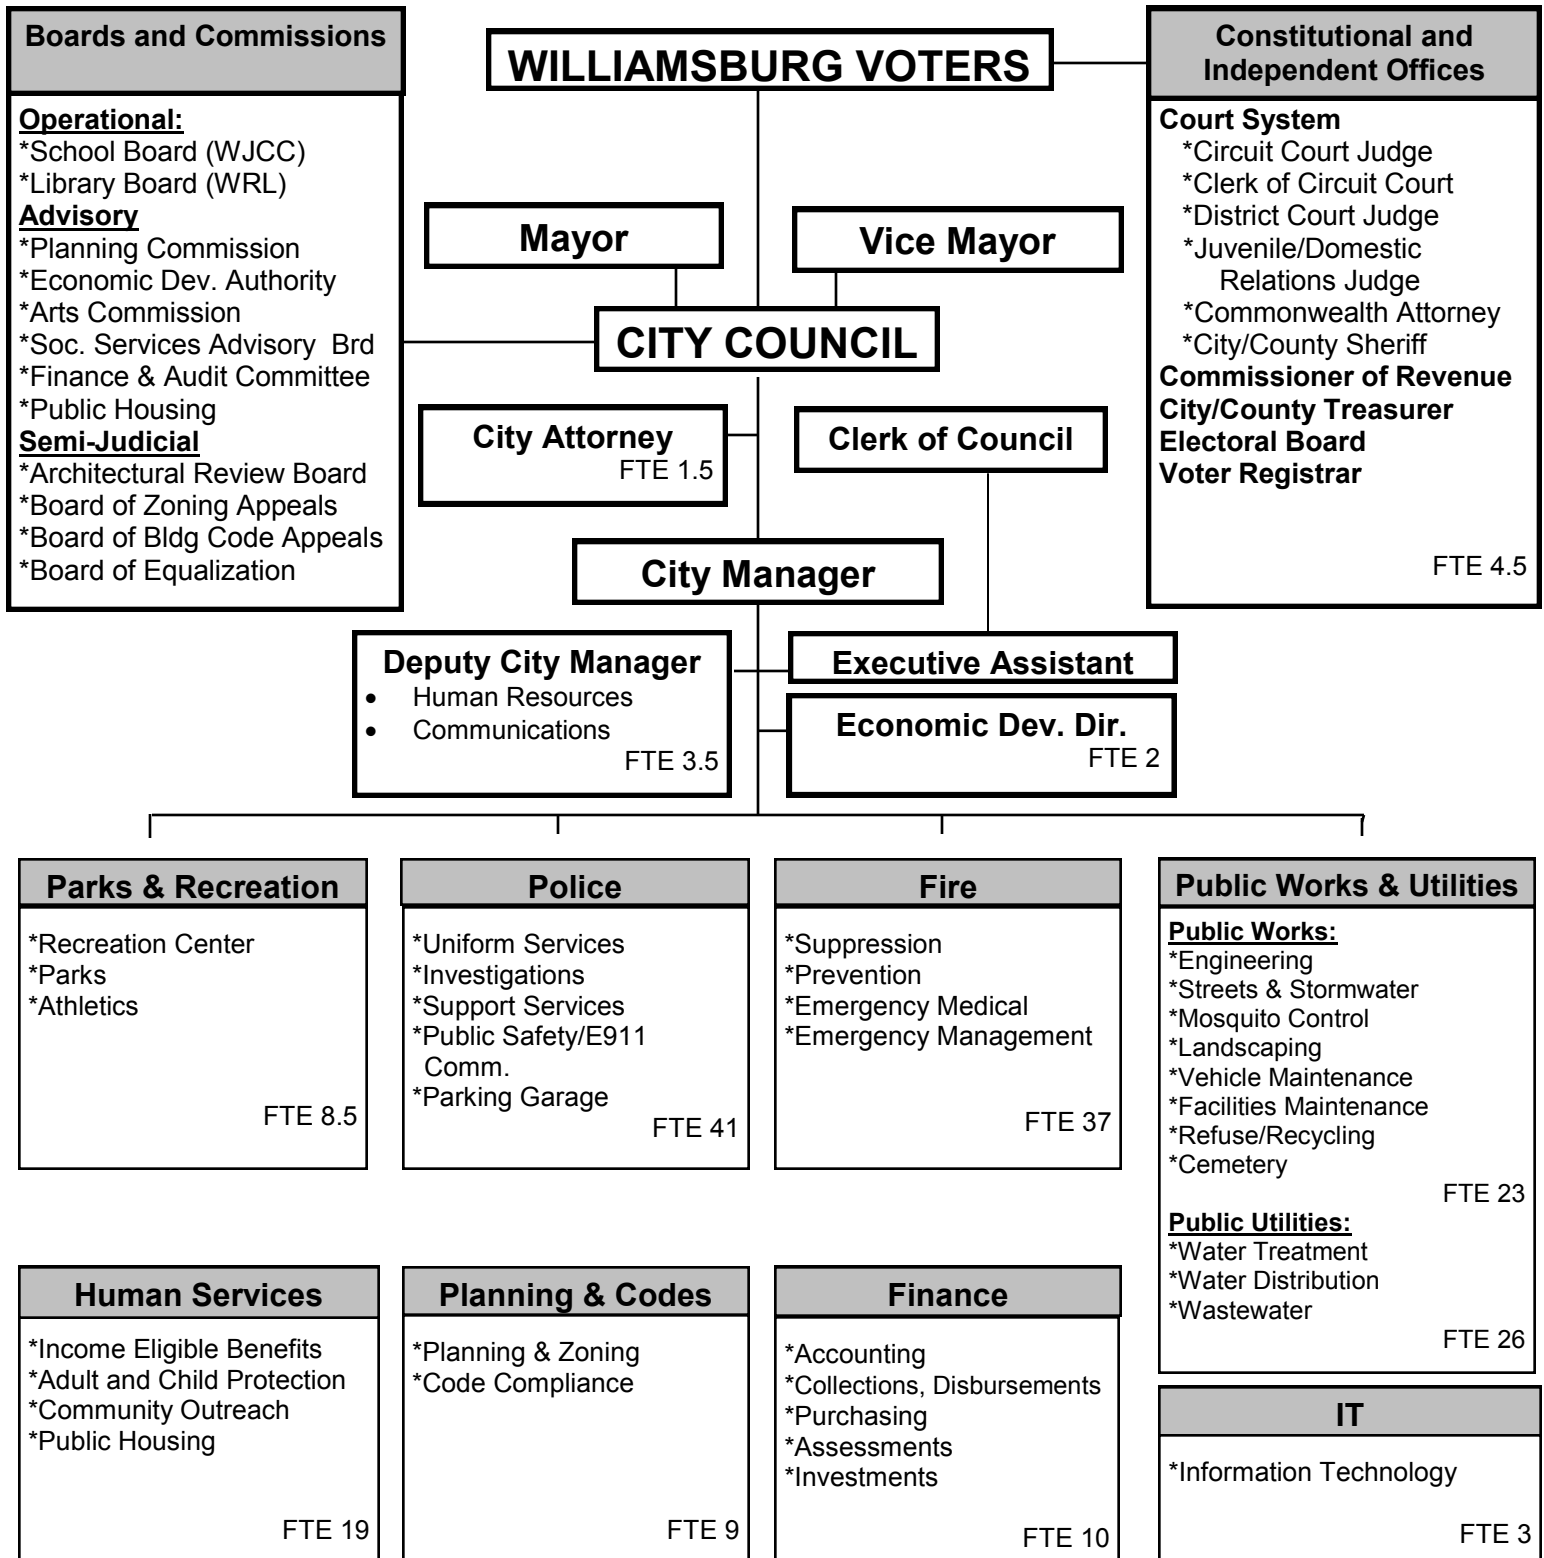 Boards and Commissions
Operational:
*School Board (WJCC)
*Library Board (WRL)
Advisory
*Planning Commission
*Economic Dev. Authority
*Arts Commission
*Soc. Services Advisory  Brd
*Finance & Audit Committee
*Public Housing
Semi-Judicial
*Architectural Review Board
*Board of Zoning Appeals
*Board of Bldg Code Appeals
*Board of Equalization
WILLIAMSBURG VOTERS
Constitutional and
Independent Offices
Court System
*Circuit Court Judge
*Clerk of Circuit Court
*District Court Judge
*Juvenile/Domestic
Relations Judge
*Commonwealth Attorney
*City/County Sheriff
Commissioner of Revenue
City/County Treasurer
Electoral Board
Voter Registrar
FTE 4.5
Mayor
Vice Mayor
CITY COUNCIL
City Attorney
FTE 1.5
Clerk of Council
City Manager
Deputy City Manager
• Human Resources
• Communications
FTE 3.5
Executive Assistant
Economic Dev. Dir.
FTE 2
Parks & Recreation
*Recreation Center
*Parks
*Athletics
FTE 8.5
Police
*Uniform Services
*Investigations
*Support Services
*Public Safety/E911
Comm.
*Parking Garage
FTE 41
Fire
*Suppression
*Prevention
*Emergency Medical
*Emergency Management
FTE 37
Public Works & Utilities
Public Works:
*Engineering
*Streets & Stormwater
*Mosquito Control
*Landscaping
*Vehicle Maintenance
*Facilities Maintenance
*Refuse/Recycling
*Cemetery
FTE 23
Public Utilities:
*Water Treatment
*Water Distribution
*Wastewater
FTE 26
Human Services
*Income Eligible Benefits
*Adult and Child Protection
*Community Outreach
*Public Housing
FTE 19
Planning & Codes
*Planning & Zoning
*Code Compliance
FTE 9
Finance
*Accounting
*Collections, Disbursements
*Purchasing
*Assessments
*Investments
FTE 10
IT
*Information Technology
FTE 3